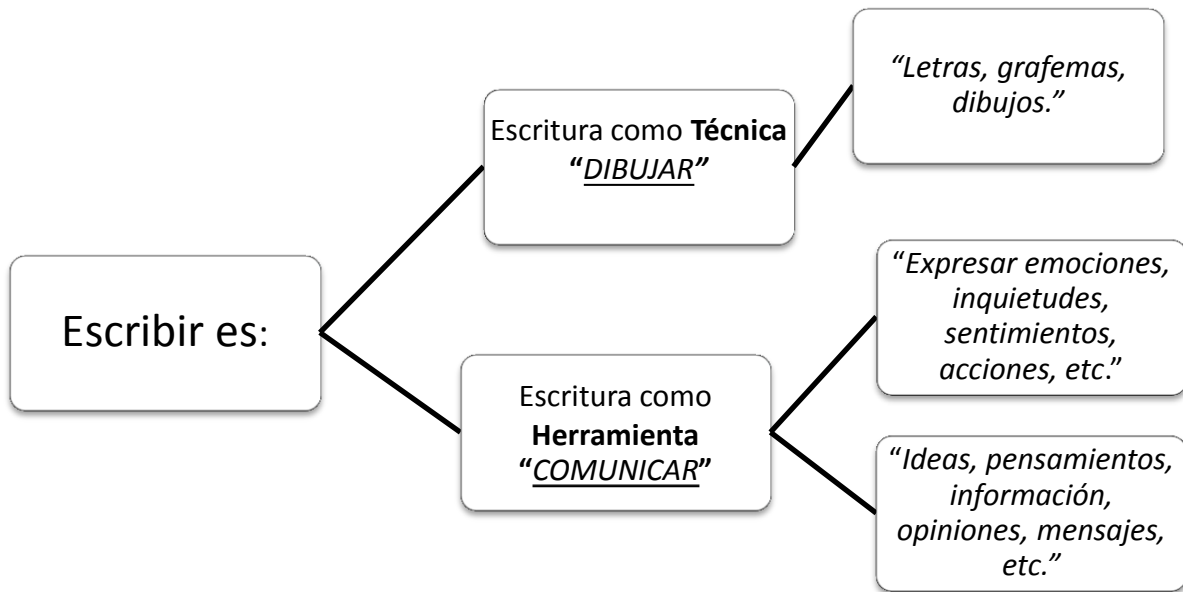 Escribir es:
Escritura como Técnica
“DIBUJAR”
“Letras, grafemas,
dibujos.”
Escritura como
Herramienta
“COMUNICAR”
“Expresar emociones,
inquietudes,
sentimientos,
acciones, etc.”
“Ideas, pensamientos,
información,
opiniones, mensajes,
etc.”